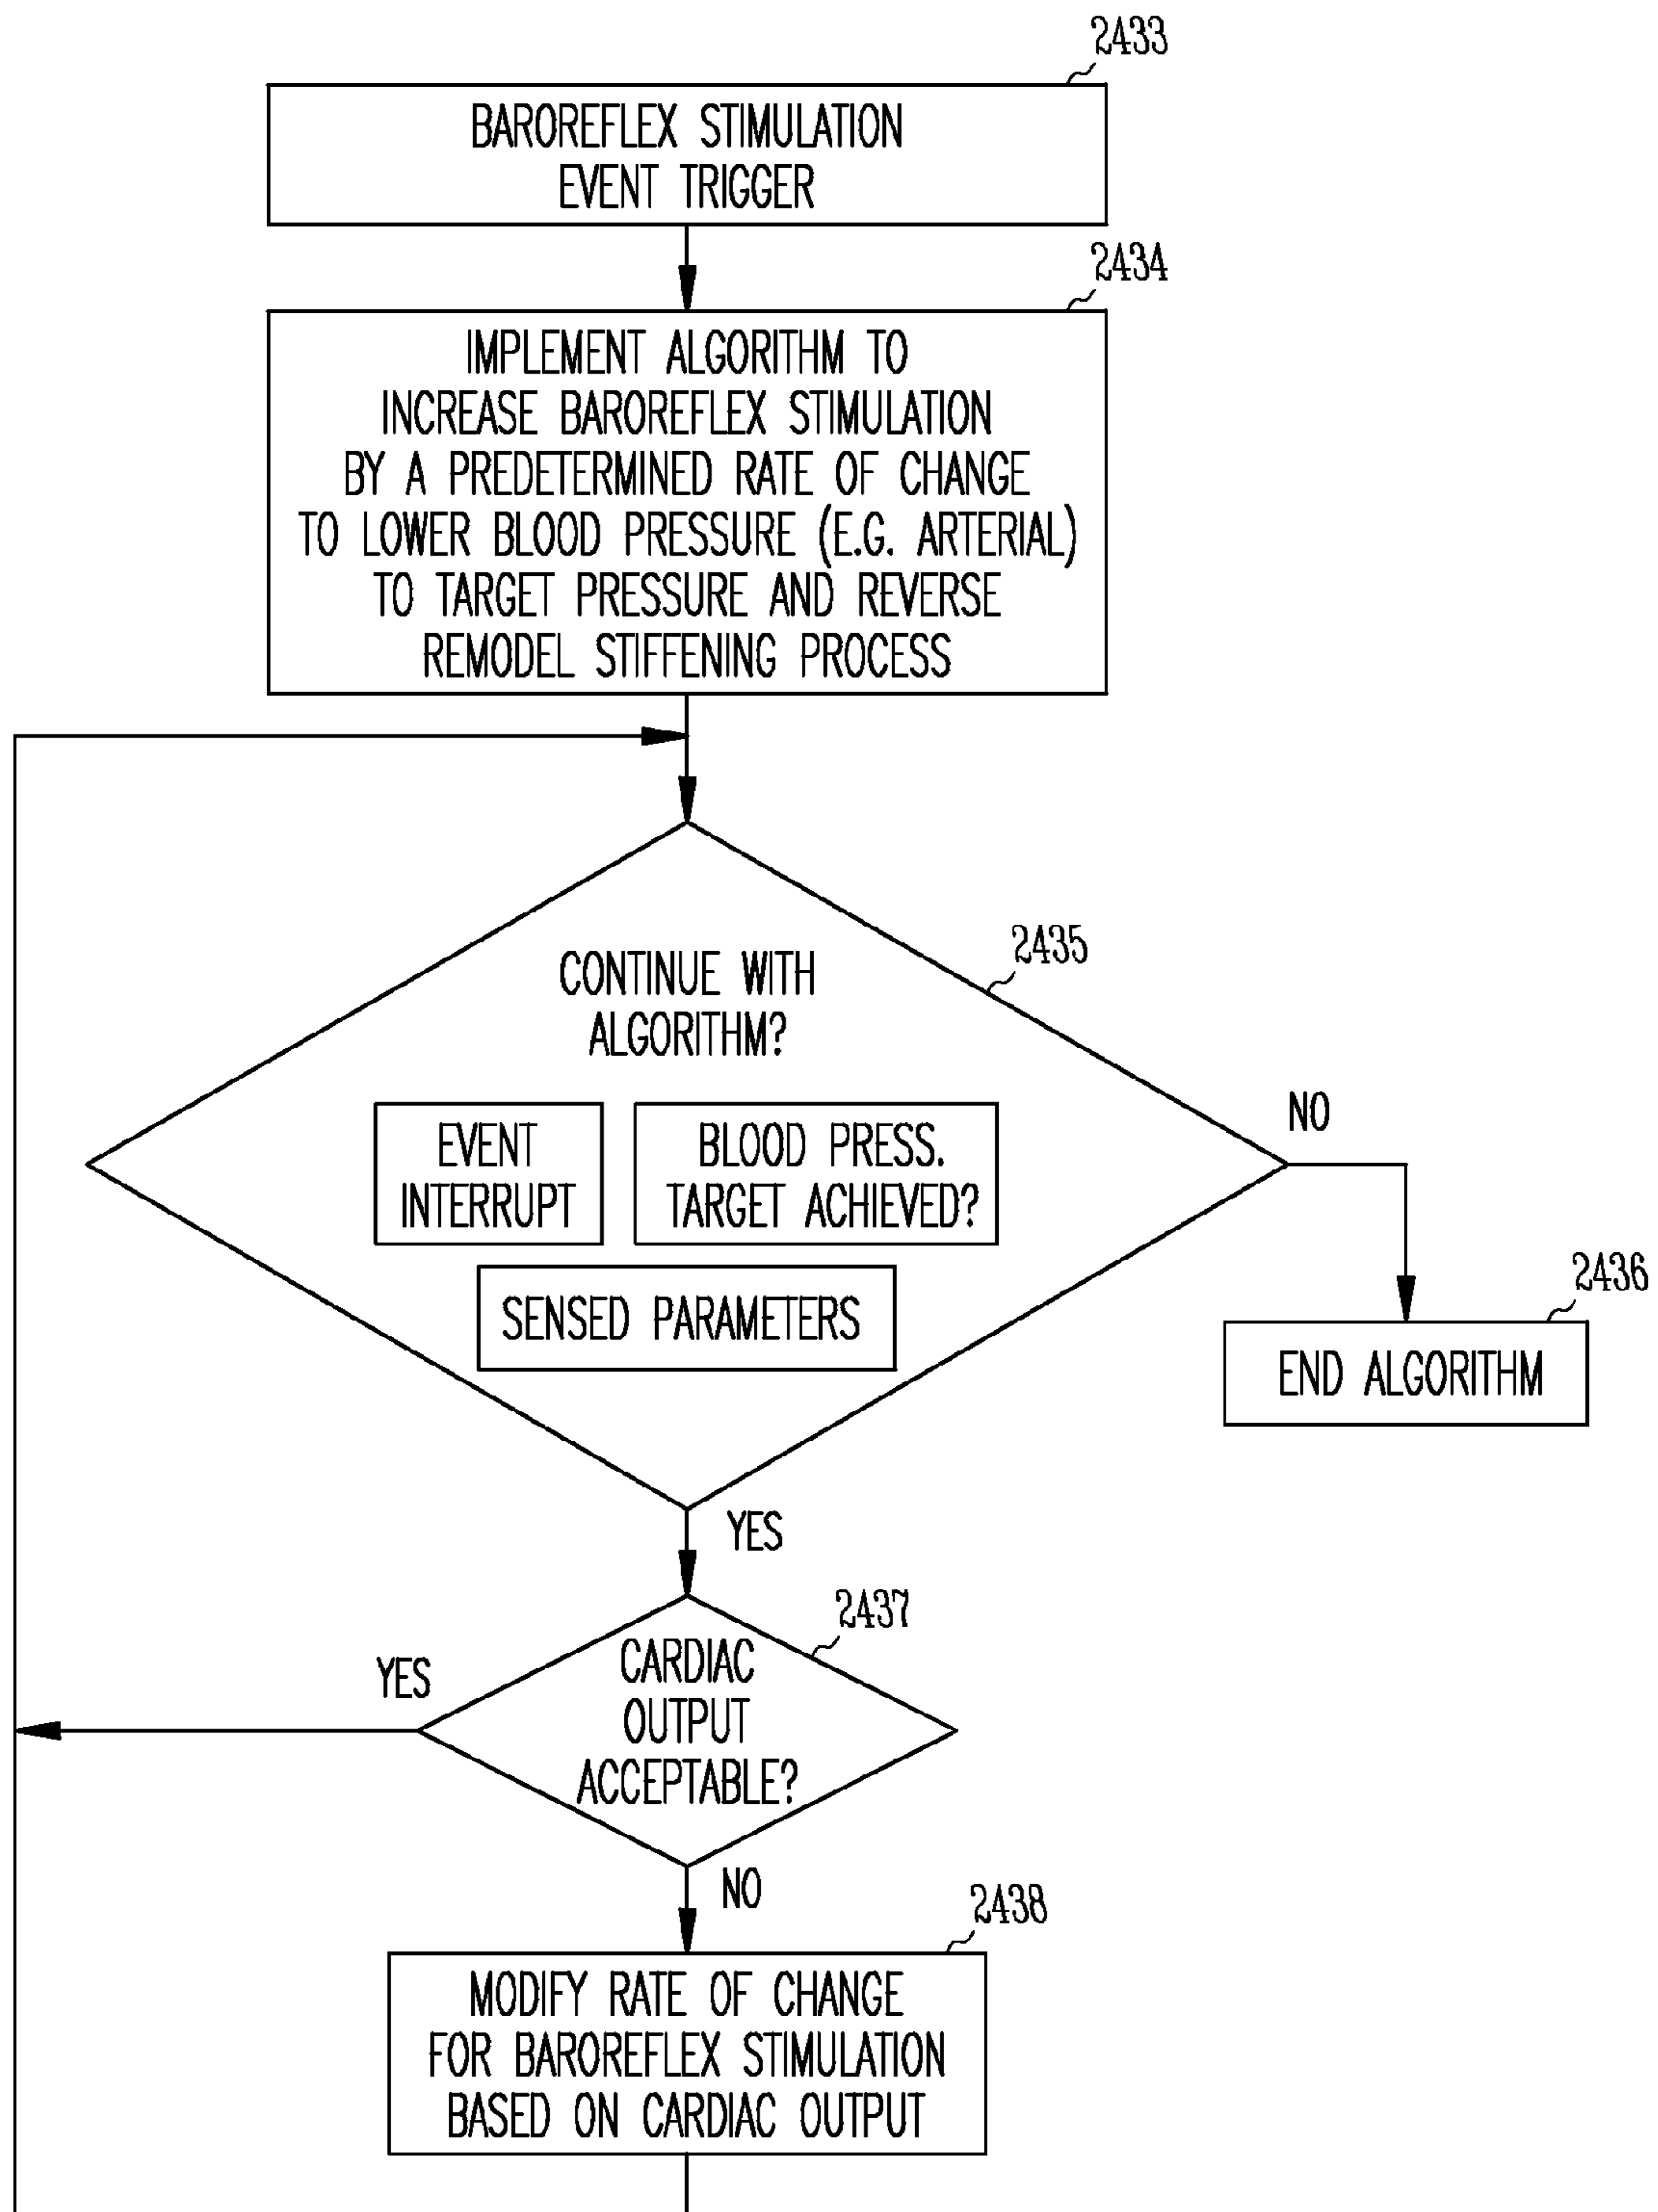 2433
BAROREFLEX STIMULATION
EVENT TRIGGER
2434
IMPLEMENT ALGORITHM TO
INCREASE BAROREFLEX STIMULATION
BY A PREDETERMINED RATE OF CHANGE
TO LOWER BLOOD PRESSURE (E.G. ARTERIAL)
TO TARGET PRESSURE AND REVERSE
REMODEL STIFFENING PROCESS
2435
CONTINUE WITH
ALGORITHM?
EVENT
INTERRUPT
BLOOD PRESS.
TARGET ACHIEVED?
SENSED PARAMETERS
NO
2436
END ALGORITHM
YES
2437
CARDIAC
OUTPUT
ACCEPTABLE?
YES
NO
2438
MODIFY RATE OF CHANGE
FOR BAROREFLEX STIMULATION
BASED ON CARDIAC OUTPUT